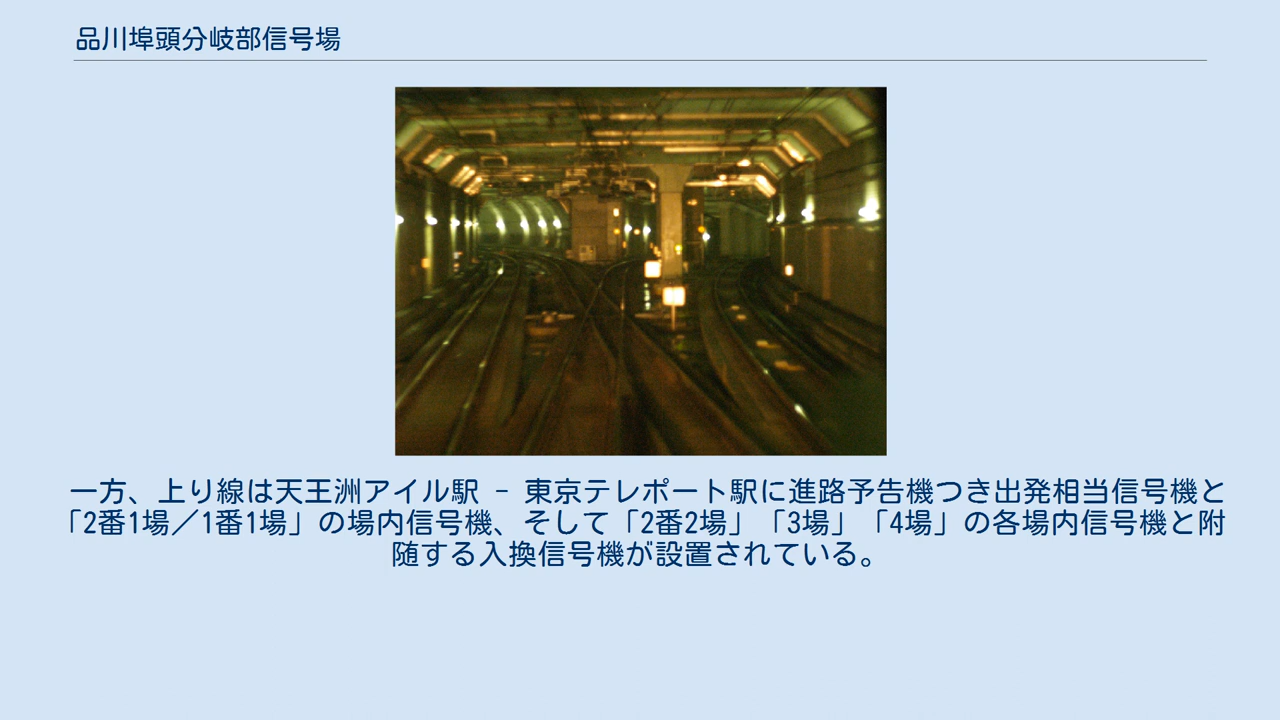 品川埠頭分岐部信号場
一方、上り線は天王洲アイル駅 - 東京テレポート駅に進路予告機つき出発相当信号機と
「2番1場／1番1場」の場内信号機、そして「2番2場」「3場」「4場」の各場内信号機と附
随する入換信号機が設置されている。